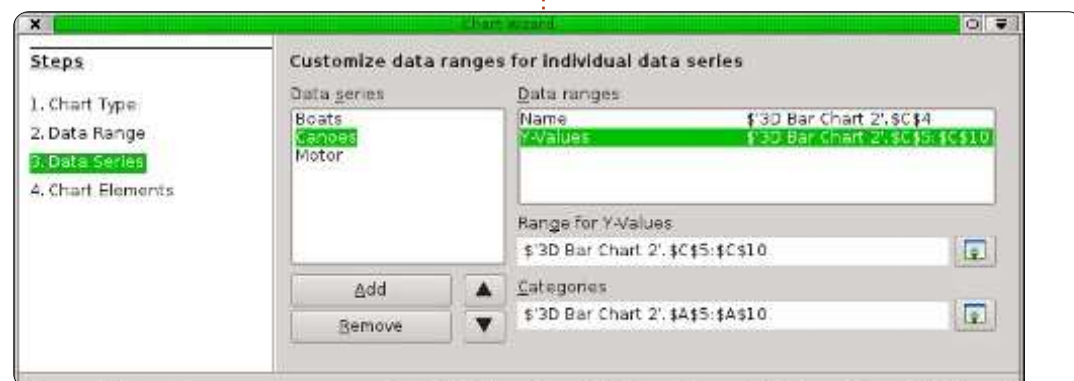 Chart wizard
Steps
1. Chart Type
2. Data Range
3. Data Series
4. Chart Elements
Customize data ranges for individual data series
Data series
Boats
Canoes
Motor
Add
Remove
Data ranges
Name $'3D Bar Chart 2'.$C$4
Y-Values $'3D Bar Chart 2'.$C$5:$C$10
Range for Y-Values
$'3D Bar Chart 2'.$C$5:$C$10
Categories
$'3D Bar Chart 2'.$A$5:$A$10